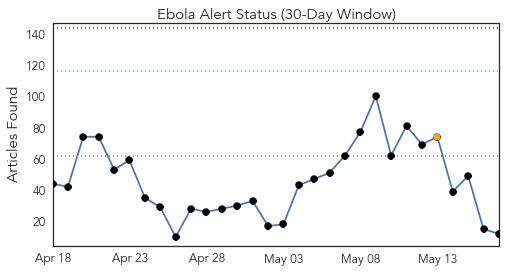 Ebola Alert Status (30-Day Window)
Articles Found
140
120
100
80
60
40
20
Apr 18
Apr 23
Apr 28
May 03
May 08
May 13